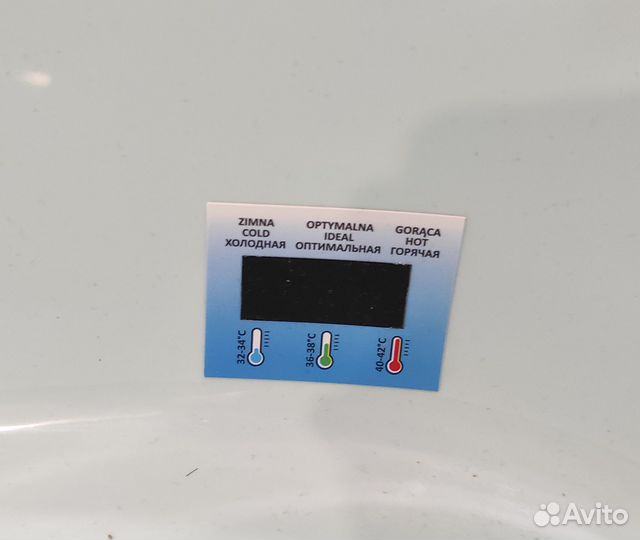 ZIMNA
COLD
ХОЛОДНАЯ
OPTYMALNA
IDEAL
ОПТИМАЛЬНАЯ
GORĄCA
HOT
ГОРЯЧАЯ
32-34°C
36-38°C
40-42°C
Avito